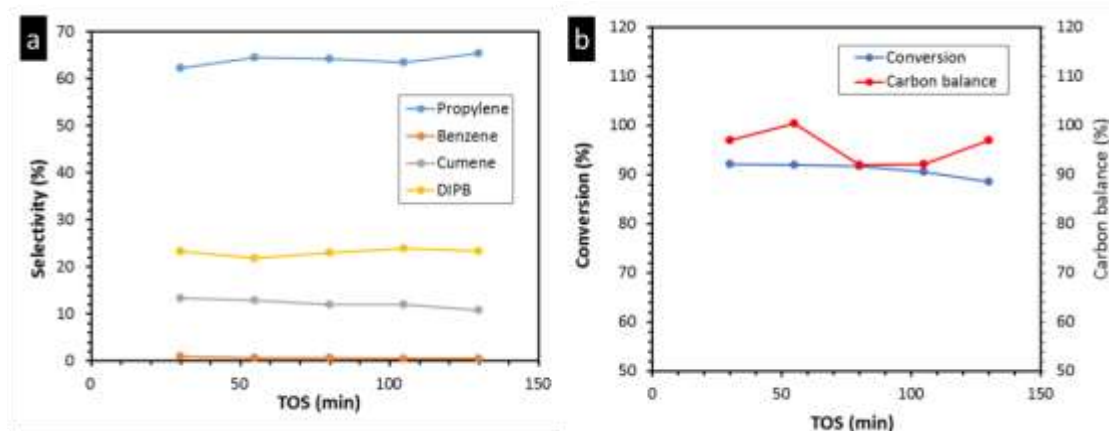 a
70
60
50
40
30
20
10
0
Selectivity (%)
Propylene
Benzene
Cumene
DIPB
0 50 100 150
TOS (min)
b
120
110
100
90
80
70
60
50
Conversion (%)
Conversion
Carbon balance
120
110
100
90
80
70
60
50
Carbon balance (%)
0 50 100 150
TOS (min)